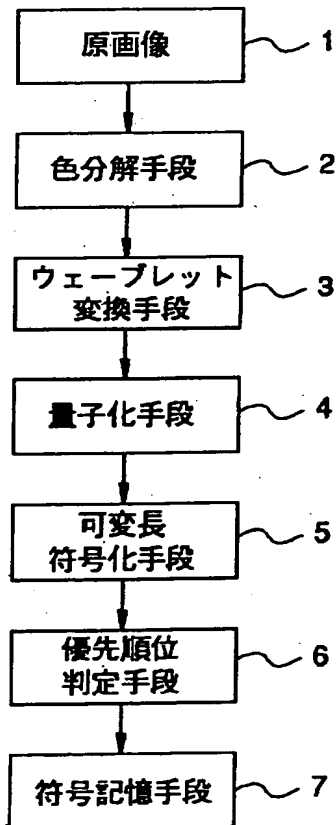 原画像
1
色分解手段
2
ウェーブレット
変換手段
3
量子化手段
4
可変長
符号化手段
5
優先順位
判定手段
6
符号記憶手段
7